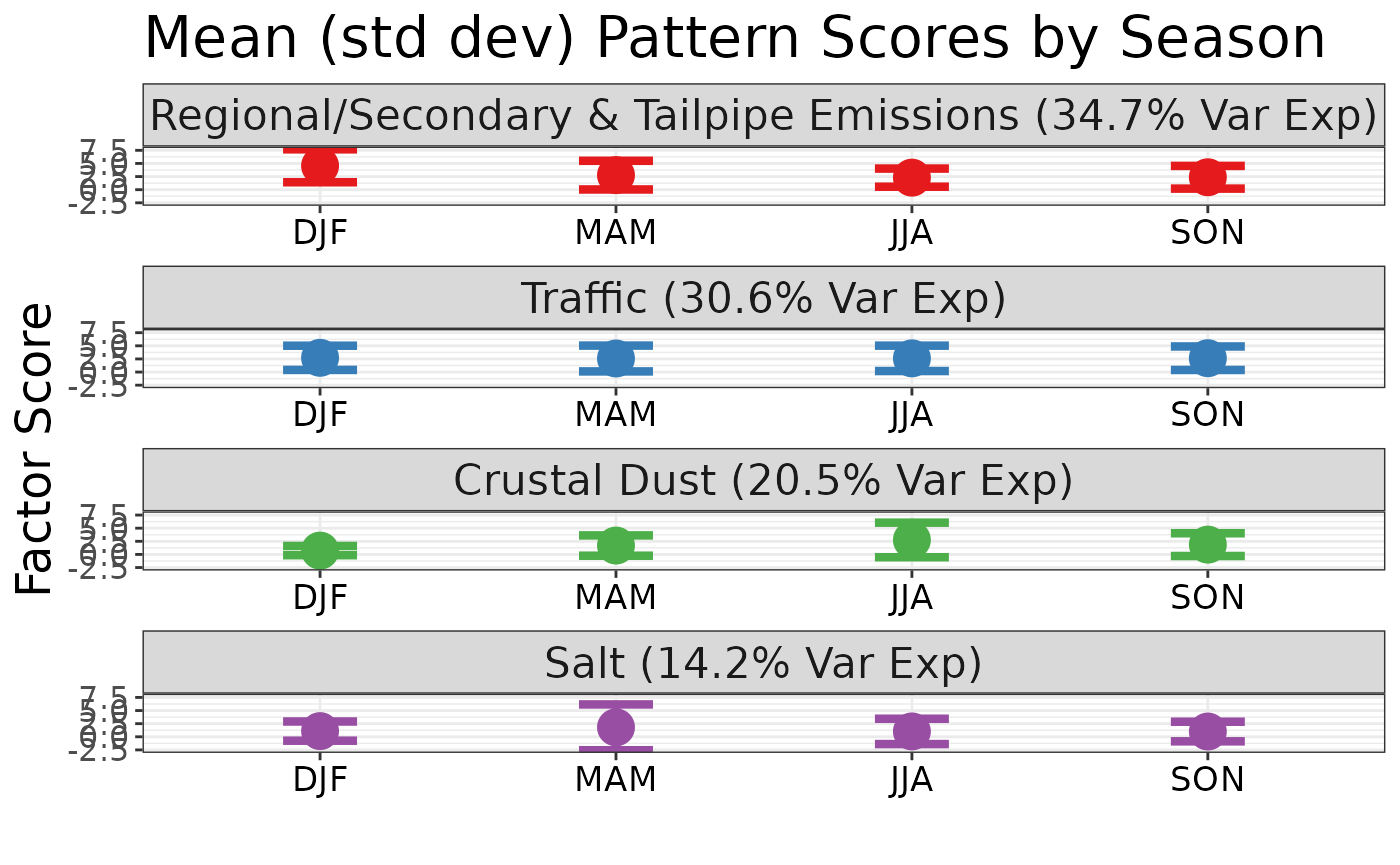 Mean (std dev) Pattern Scores by Season
Factor Score
Regional/Secondary & Tailpipe Emissions (34.7% Var Exp)
7.5
5.0
2.5
0.0
-2.5
DJF MAM JJA SON
Traffic (30.6% Var Exp)
7.5
5.0
2.5
0.0
-2.5
DJF MAM JJA SON
Crustal Dust (20.5% Var Exp)
7.5
5.0
2.5
0.0
-2.5
DJF MAM JJA SON
Salt (14.2% Var Exp)
7.5
5.0
2.5
0.0
-2.5
DJF MAM JJA SON